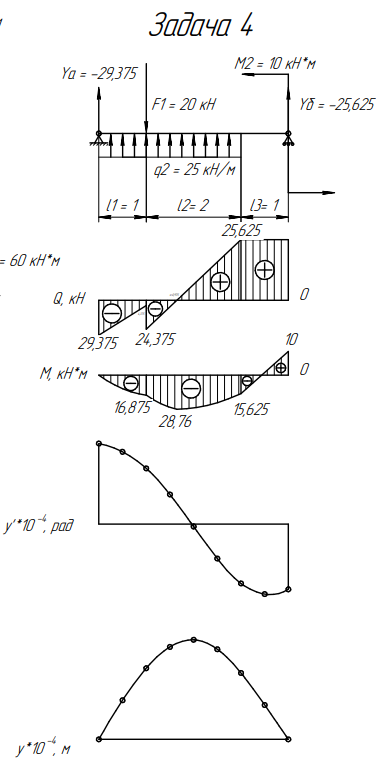 Задача 4
M2 = 10 кН*м
Ya = -29,375
F1 = 20 кН
Yб = -25,625
q2 = 25 кН/м
l1 = 1
l2= 2
l3= 1
25,625
= 60 кН*м
Q, кН
0
29,375
24,375
10
M, кН*м
0
16,875
15,625
28,76
y'*10⁻⁴, рад
y*10⁻⁴, м